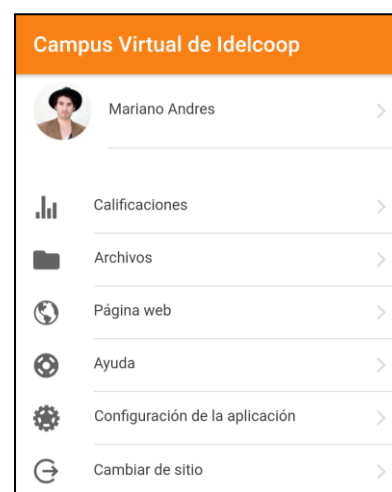 Campus Virtual de Idelcoop
Mariano Andres
Calificaciones
Archivos
Página web
Ayuda
Configuración de la aplicación
Cambiar de sitio